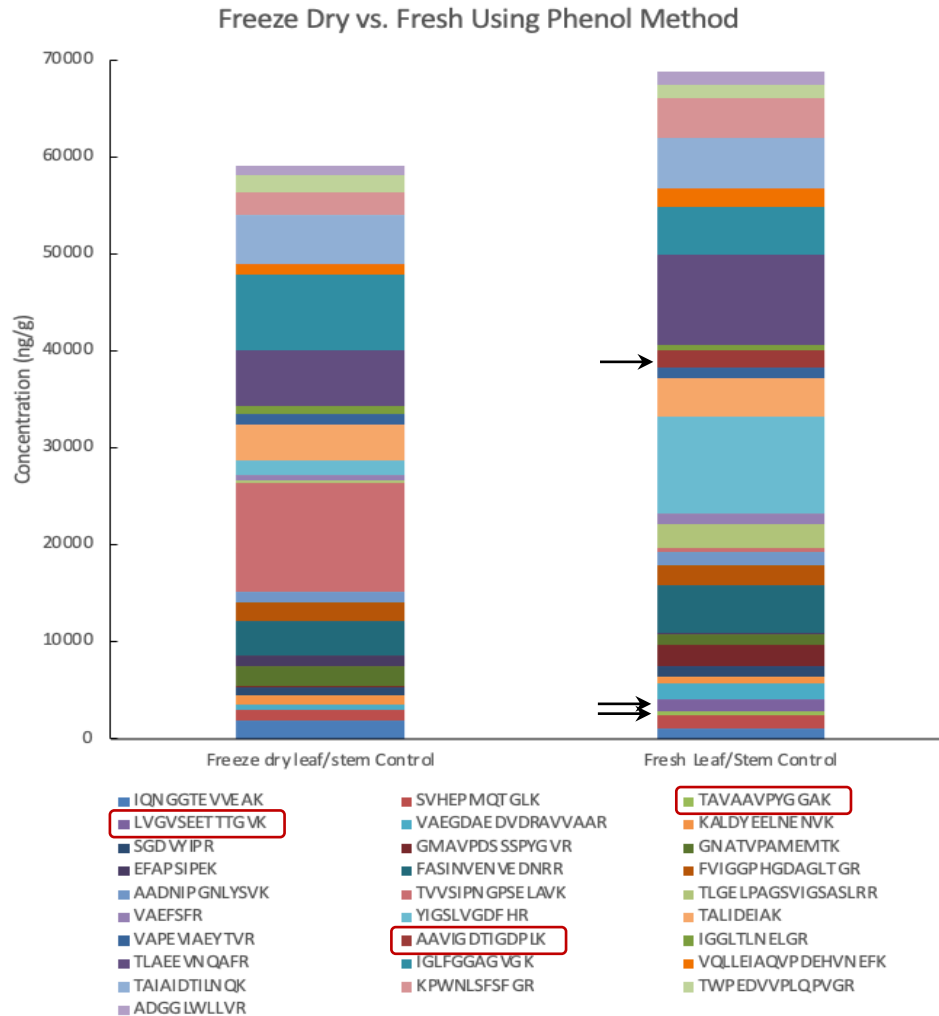 Freeze Dry vs. Fresh Using Phenol Method
70000
60000
50000
40000
30000
20000
10000
0
Concentration (ng/g)
Freeze dry leaf/stem Control
Fresh Leaf/Stem Control
IQNGGTEVVEAK
SVHEPMQTGLK
TAVAAVPYGGAK
LVGVSEETTTGVK
VAEGDAEDVDRAVVAAR
KALDYEELNENVK
SGDVYIPR
GMAVPDSSSPYGVR
GNATVPAMEMTK
EFAPSIPEK
FASINVENVEDNRR
FVIGGPHGDAGLTGR
AADNIPGNLYSVK
TVVSIPNGPSELAVK
TLGELPAGSVIGSASLRR
VAEFSFR
YIGSLVGDFHR
TALIDEIAK
VAPEVIAEYTVR
AAVIGDTIGDPLK
IGGLTLNELGR
TLAEEVNQAFR
IGLFGGAGVGK
VQLLEIAQVPDEHVNEFK
TAIAIDTILNQK
KPWNLSFSFGR
TWPEDVVPLQPVGR
ADGGLWLLVR